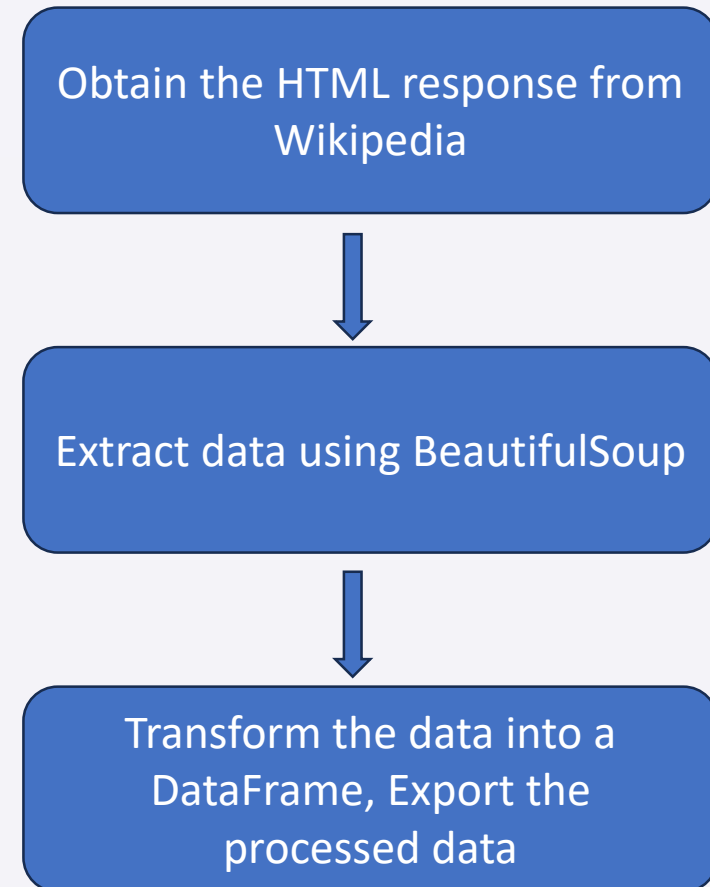 Obtain the HTML response from
Wikipedia
Extract data using BeautifulSoup
Transform the data into a
DataFrame, Export the
processed data